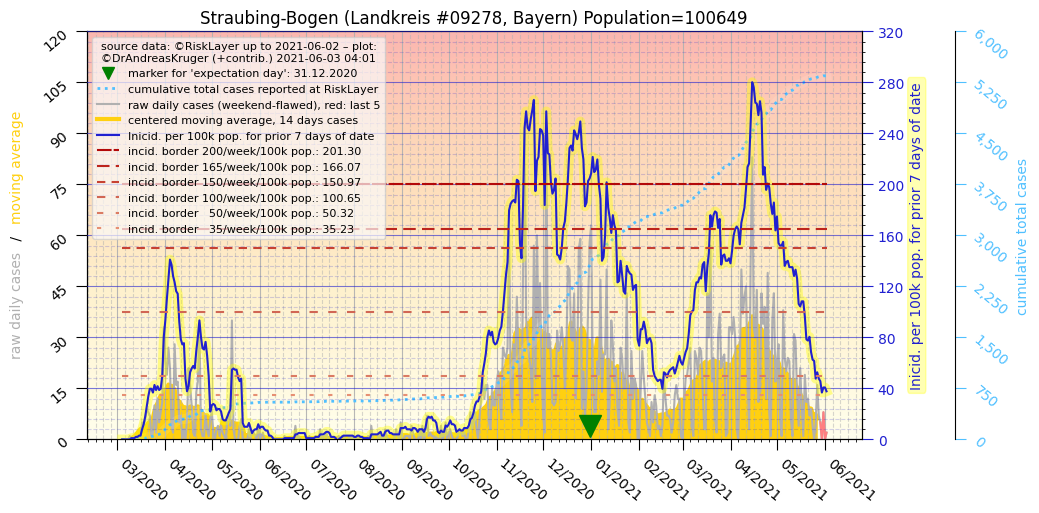 Straubing-Bogen (Landkreis #09278, Bayern) Population=100649
source data: ©RiskLayer up to 2021-06-02 – plot:
©DrAndreasKruger (+contrib.) 2021-06-03 04:01
marker for 'expectation day': 31.12.2020
cumulative total cases reported at RiskLayer
raw daily cases (weekend-flawed), red: last 5
centered moving average, 14 days cases
Inicid. per 100k pop. for prior 7 days of date
incid. border 200/week/100k pop.: 201.30
incid. border 165/week/100k pop.: 166.07
incid. border 150/week/100k pop.: 150.97
incid. border 100/week/100k pop.: 100.65
incid. border   50/week/100k pop.: 50.32
incid. border   35/week/100k pop.: 35.23
raw daily cases   /   moving average
120
105
90
75
60
45
30
15
0
320
280
240
200
160
120
80
40
0
Inicid. per 100k pop. for prior 7 days of date
6,000
5,250
4,500
3,750
3,000
2,250
1,500
750
0
cumulative total cases
03/2020
04/2020
05/2020
06/2020
07/2020
08/2020
09/2020
10/2020
11/2020
12/2020
01/2021
02/2021
03/2021
04/2021
05/2021
06/2021